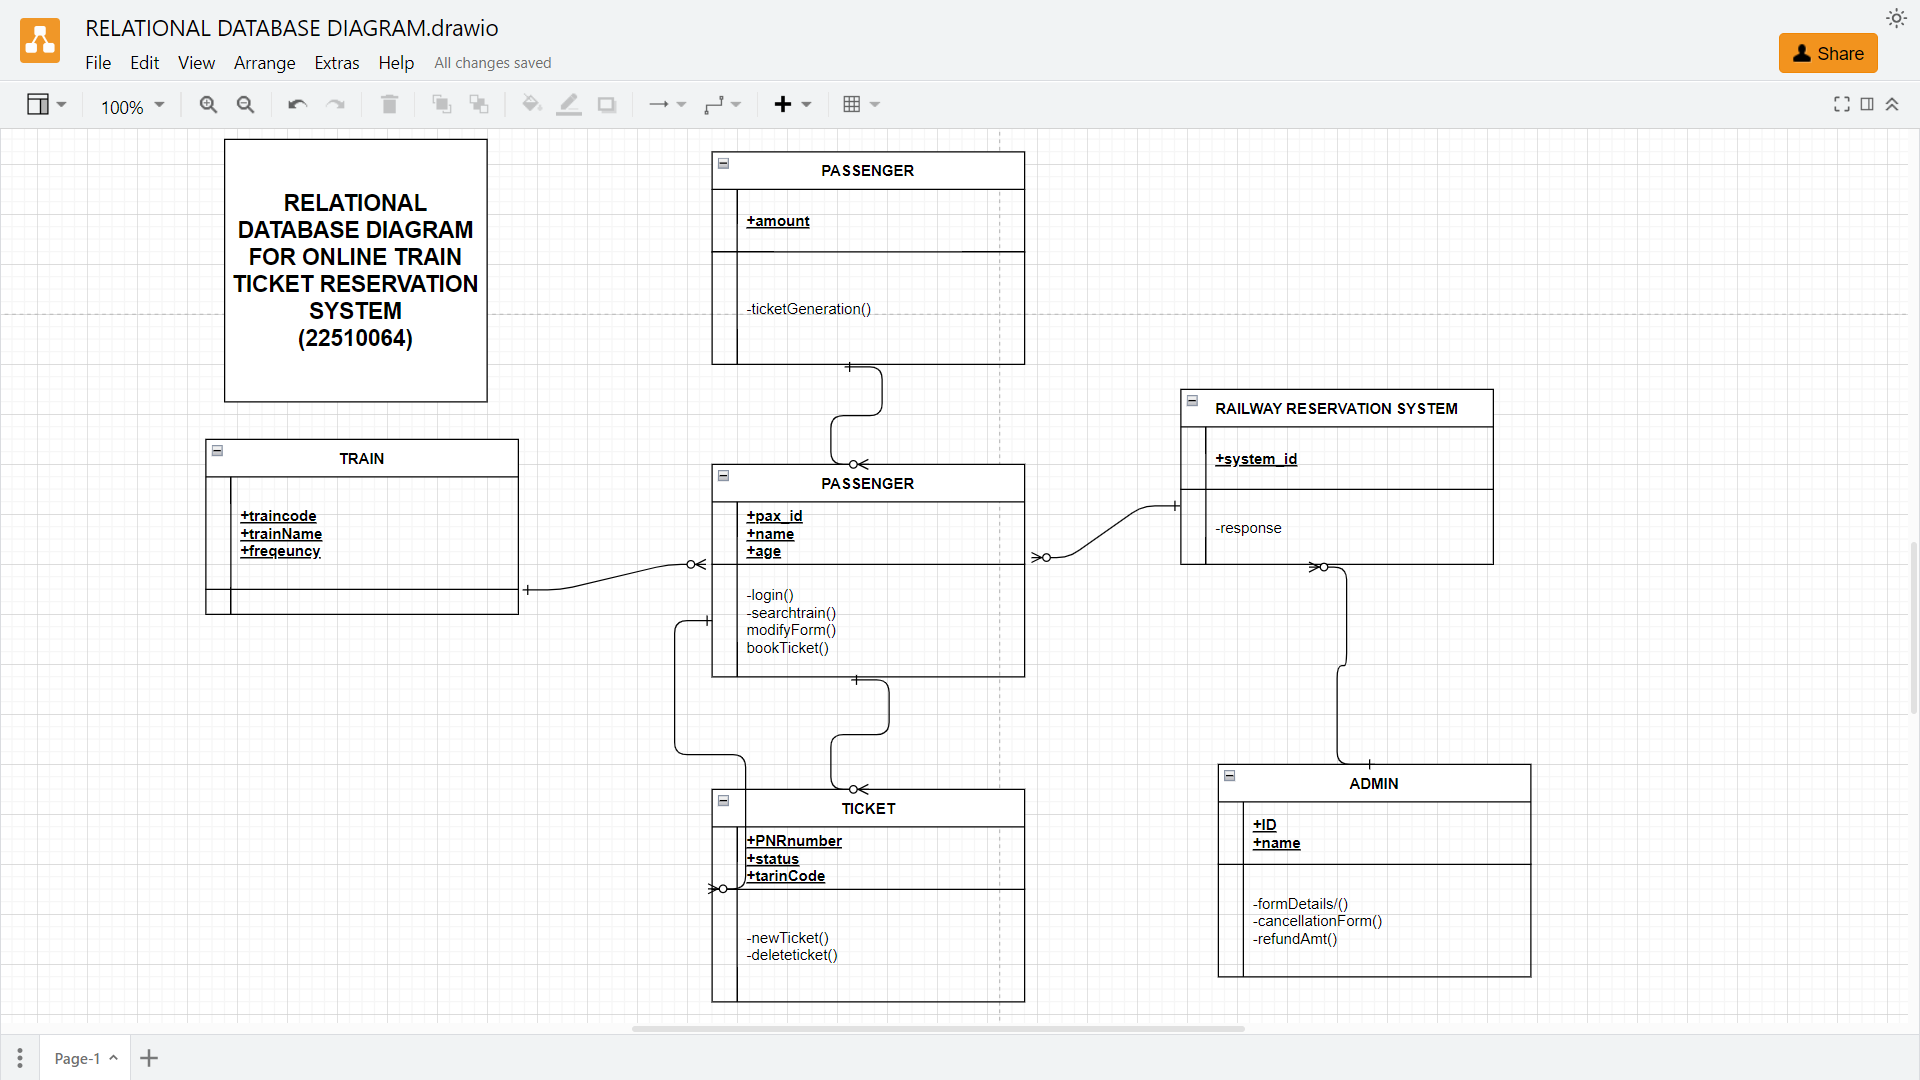 RELATIONAL DATABASE DIAGRAM.drawio
File Edit View Arrange Extras Help All changes saved
Share
100%
RELATIONAL
DATABASE DIAGRAM
FOR ONLINE TRAIN
TICKET RESERVATION
SYSTEM
(22510064)
PASSENGER
+amount
-ticketGeneration()
RAILWAY RESERVATION SYSTEM
+system_id
-response
TRAIN
+traincode
+trainName
+freqeuncy
PASSENGER
+pax_id
+name
+age
-login()
-searchtrain()
modifyForm()
bookTicket()
TICKET
+PNRnumber
+status
+tarinCode
-newTicket()
-deleteticket()
ADMIN
+ID
+name
-formDetails/()
-cancellationForm()
-refundAmt()
Page-1